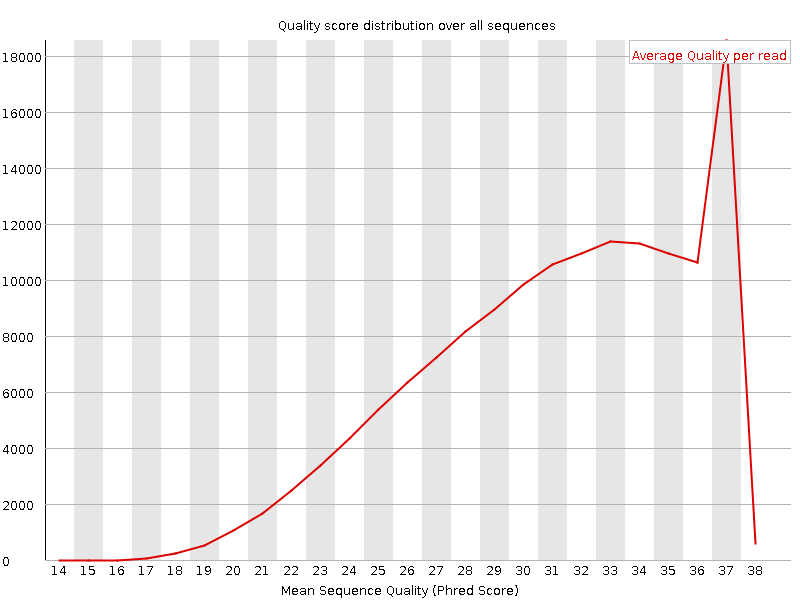 Quality score distribution over all sequences
Average Quality per read
18000
16000
14000
12000
10000
8000
6000
4000
2000
0
14 15 16 17 18 19 20 21 22 23 24 25 26 27 28 29 30 31 32 33 34 35 36 37 38
Mean Sequence Quality (Phred Score)